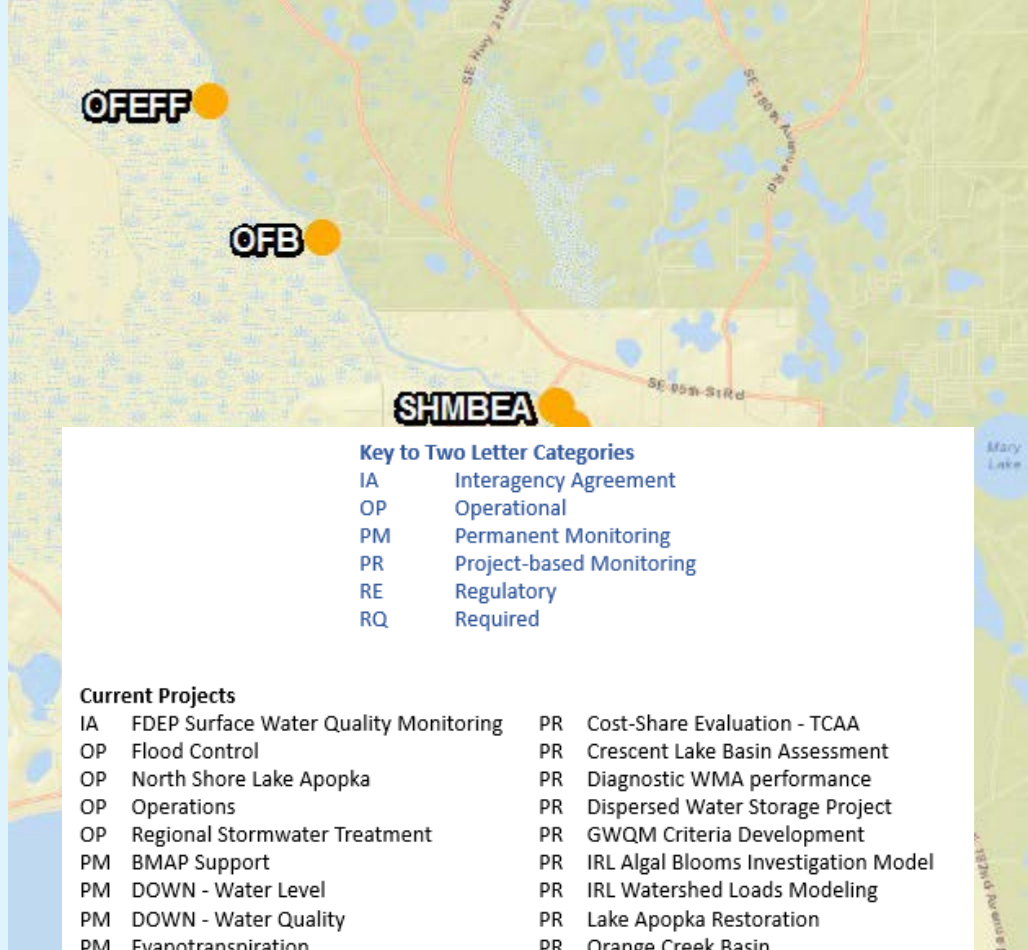 SE Hwy 314A
OFEFF
SE 180th Avenue Rd
OFB
SE 95th St Rd
SHMBEA
Mary
Lake
Key to Two Letter Categories
IA Interagency Agreement
OP Operational
PM Permanent Monitoring
PR Project-based Monitoring
RE Regulatory
RQ Required
Current Projects
IA FDEP Surface Water Quality Monitoring
OP Flood Control
OP North Shore Lake Apopka
OP Operations
OP Regional Stormwater Treatment
PM BMAP Support
PM DOWN - Water Level
PM DOWN - Water Quality
PM Evapotranspiration
PR Cost-Share Evaluation - TCAA
PR Crescent Lake Basin Assessment
PR Diagnostic WMA performance
PR Dispersed Water Storage Project
PR GWQM Criteria Development
PR IRL Algal Blooms Investigation Model
PR IRL Watershed Loads Modeling
PR Lake Apopka Restoration
PR Orange Creek Basin
187nd Avenue